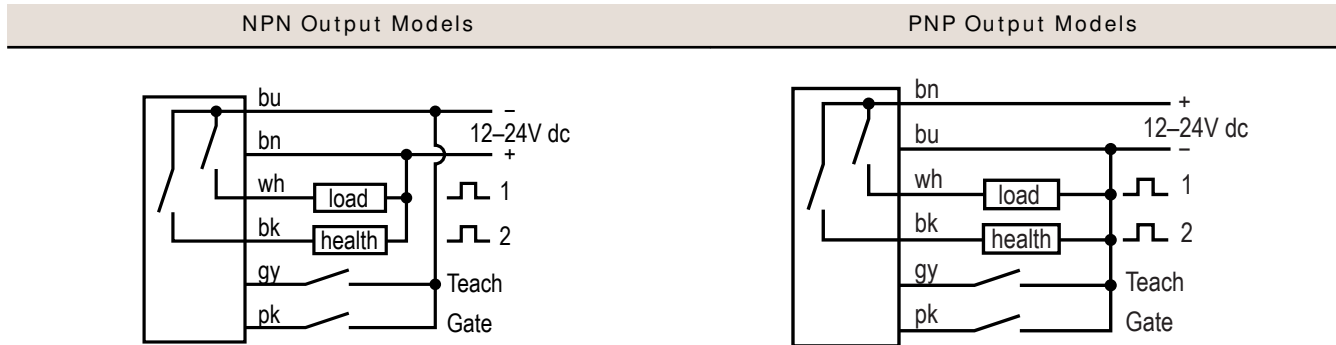 NPN Output Models
bu
–
12–24V dc
bn
+
wh
load
1
bk
health
2
gy
Teach
pk
Gate
PNP Output Models
bn
+
12–24V dc
bu
–
wh
load
1
bk
health
2
gy
Teach
pk
Gate